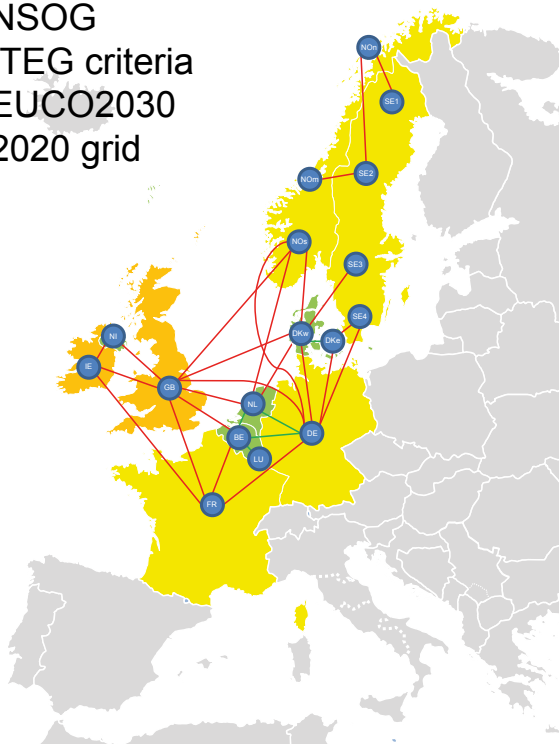 NSOG
TEG criteria
EUCO2030
2020 grid
NOn
SE1
SE2
NOm
NOs
SE3
SE4
DKw
DKe
NI
IE
GB
NL
BE
DE
LU
FR